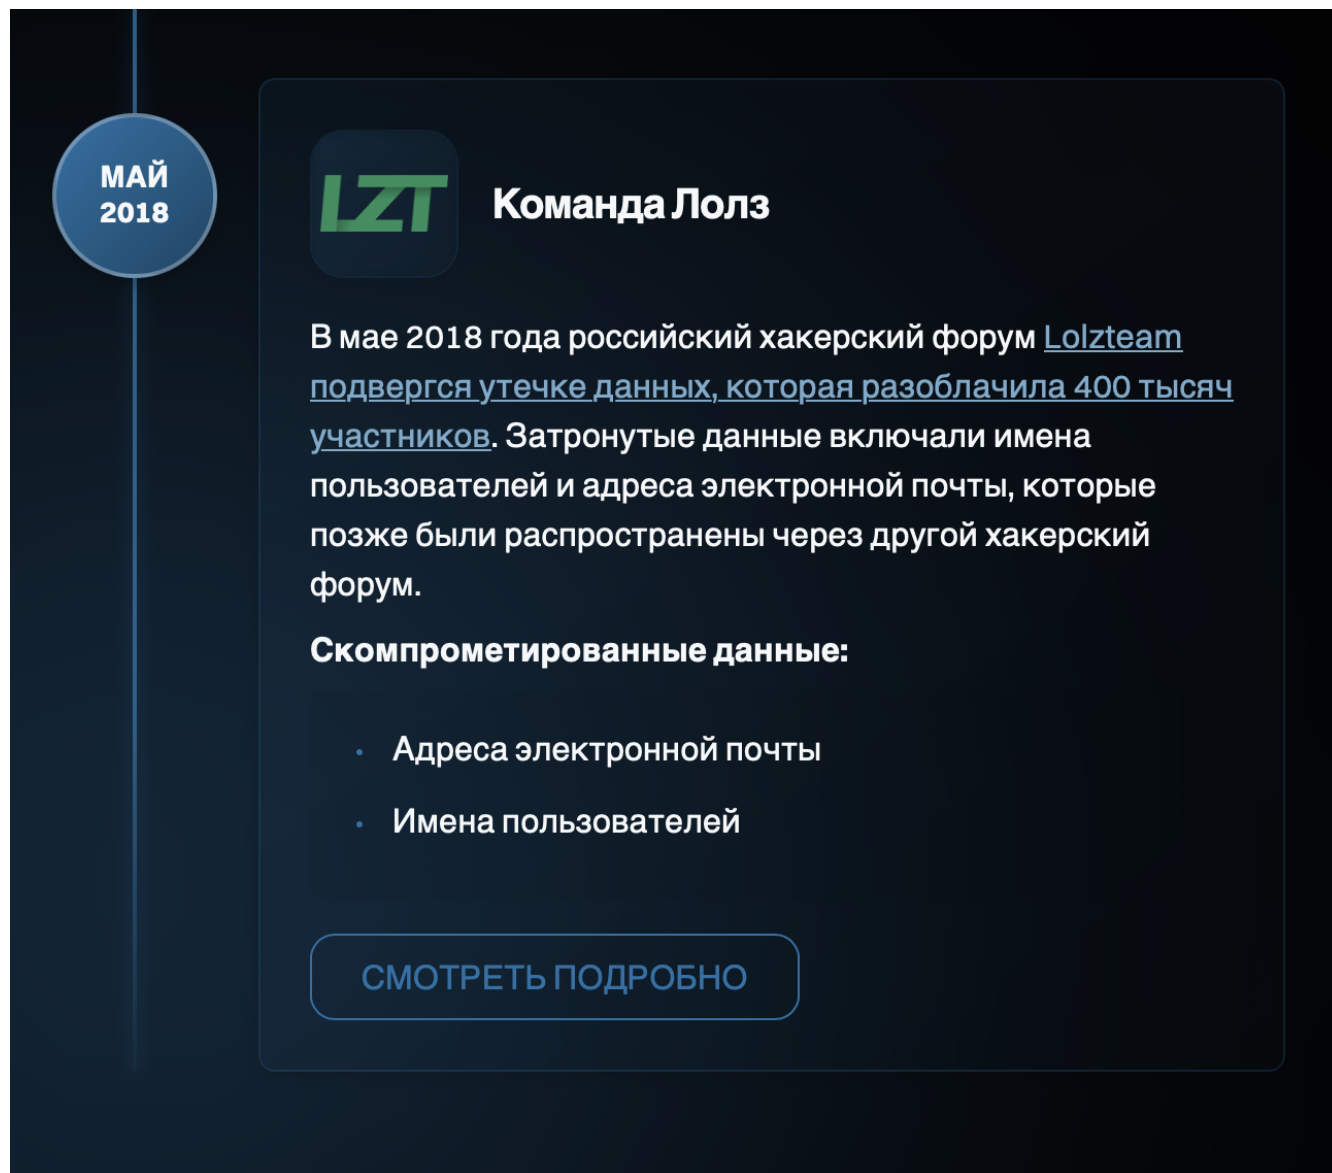 МАЙ
2018
LZT
Команда Лолз
В мае 2018 года российский хакерский форум Lolzteam
подвергся утечке данных, которая разоблачила 400 тысяч
участников. Затронутые данные включали имена
пользователей и адреса электронной почты, которые
позже были распространены через другой хакерский
форум.
Скомпрометированные данные:
• Адреса электронной почты
• Имена пользователей
СМОТРЕТЬ ПОДРОБНО